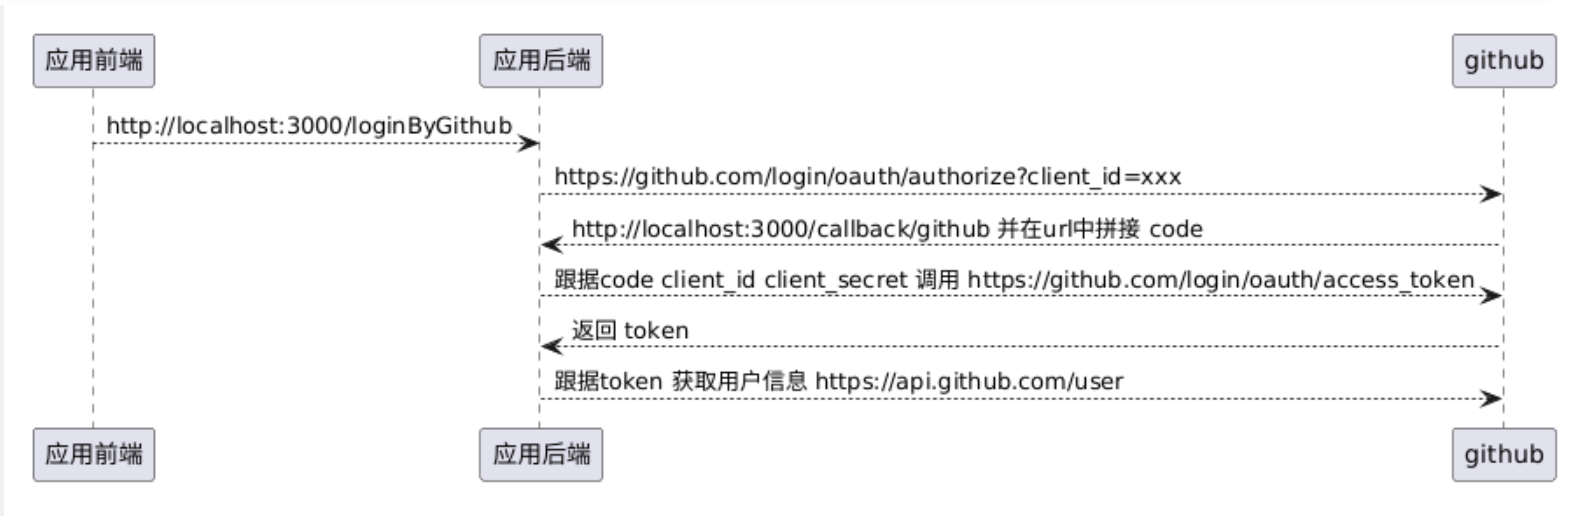 应用前端
应用后端
github
http://localhost:3000/loginByGithub
https://github.com/login/oauth/authorize?client_id=xxx
http://localhost:3000/callback/github 并在url中拼接 code
跟据code client_id client_secret 调用 https://github.com/login/oauth/access_token
返回 token
跟据token 获取用户信息 https://api.github.com/user
应用前端
应用后端
github